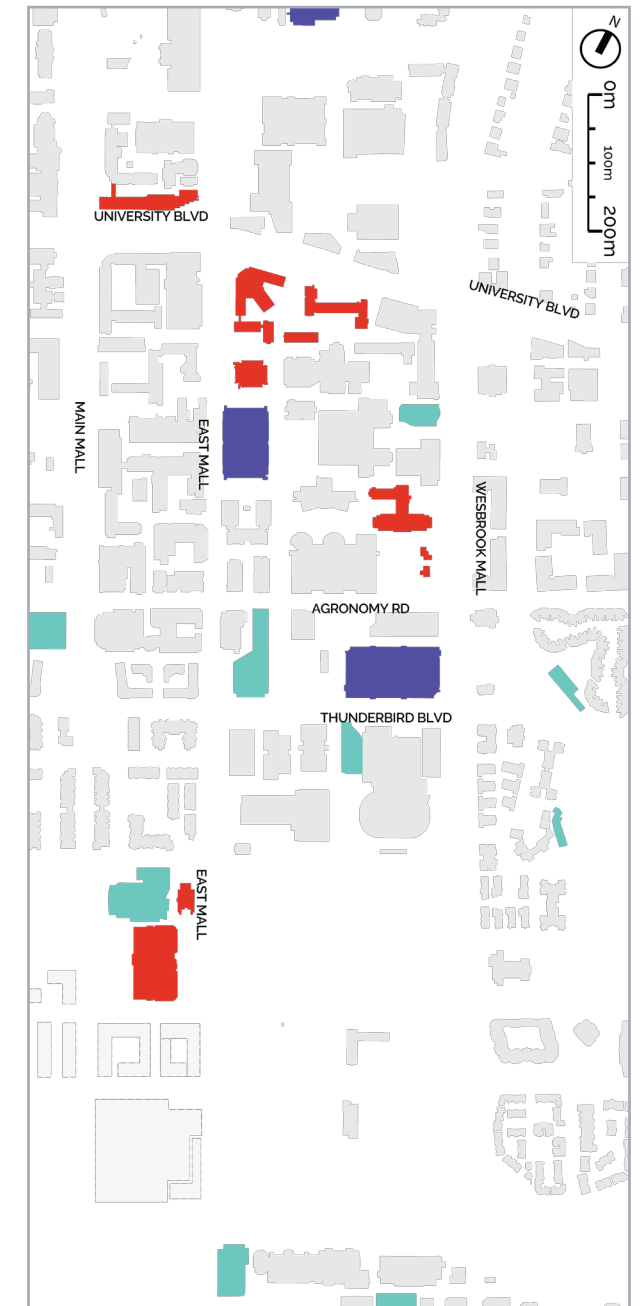 N
0m
100m
200m
UNIVERSITY BLVD
UNIVERSITY BLVD
MAIN MALL
EAST MALL
WESBROOK MALL
AGRONOMY RD
THUNDERBIRD BLVD
EAST MALL